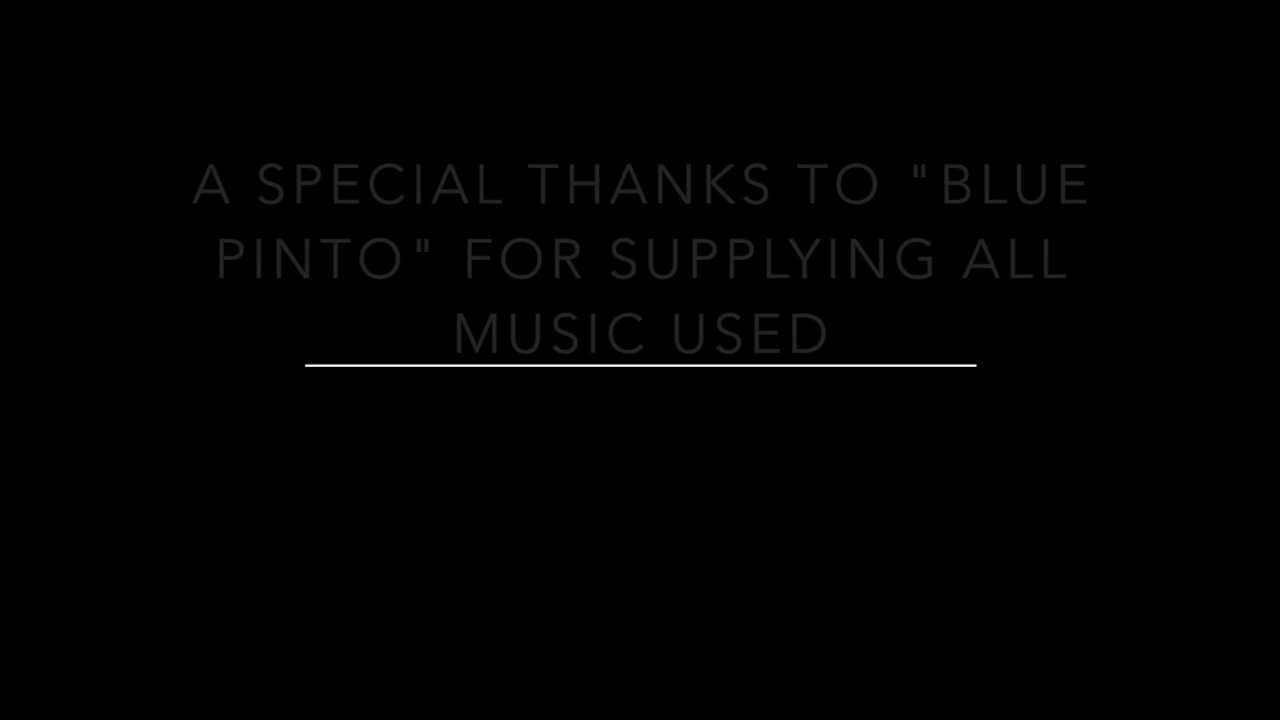 A SPECIAL THANKS TO "BLUE
PINTO" FOR SUPPLYING ALL
MUSIC USED